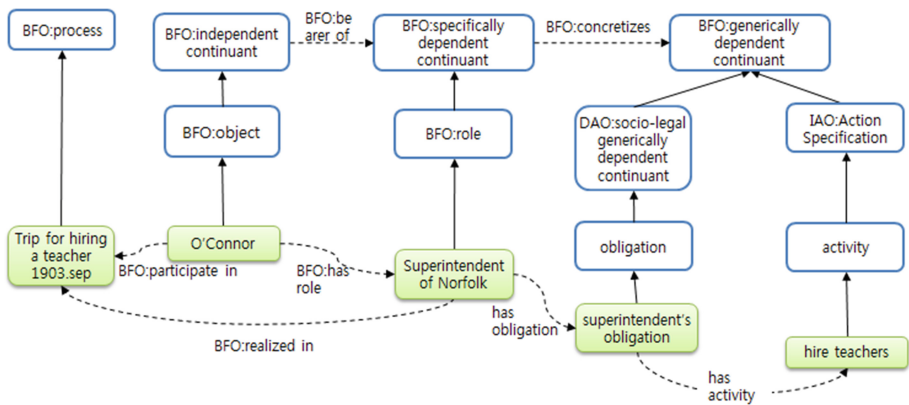 BFO:process
BFO:independent
continuant
BFO:be
arer of
BFO:specifically
dependent
continuant
BFO:concretizes
BFO:generically
dependent
continuant
BFO:object
BFO:role
DAO:socio-legal
generically
dependent
continuant
IAO:Action
Specification
Trip for hiring
a teacher
1903.sep
O'Connor
BFO:participate in
BFO:has
role
Superintendent
of Norfolk
obligation
activity
BFO:realized in
has
obligation
superintendent's
obligation
hire teachers
has
activity